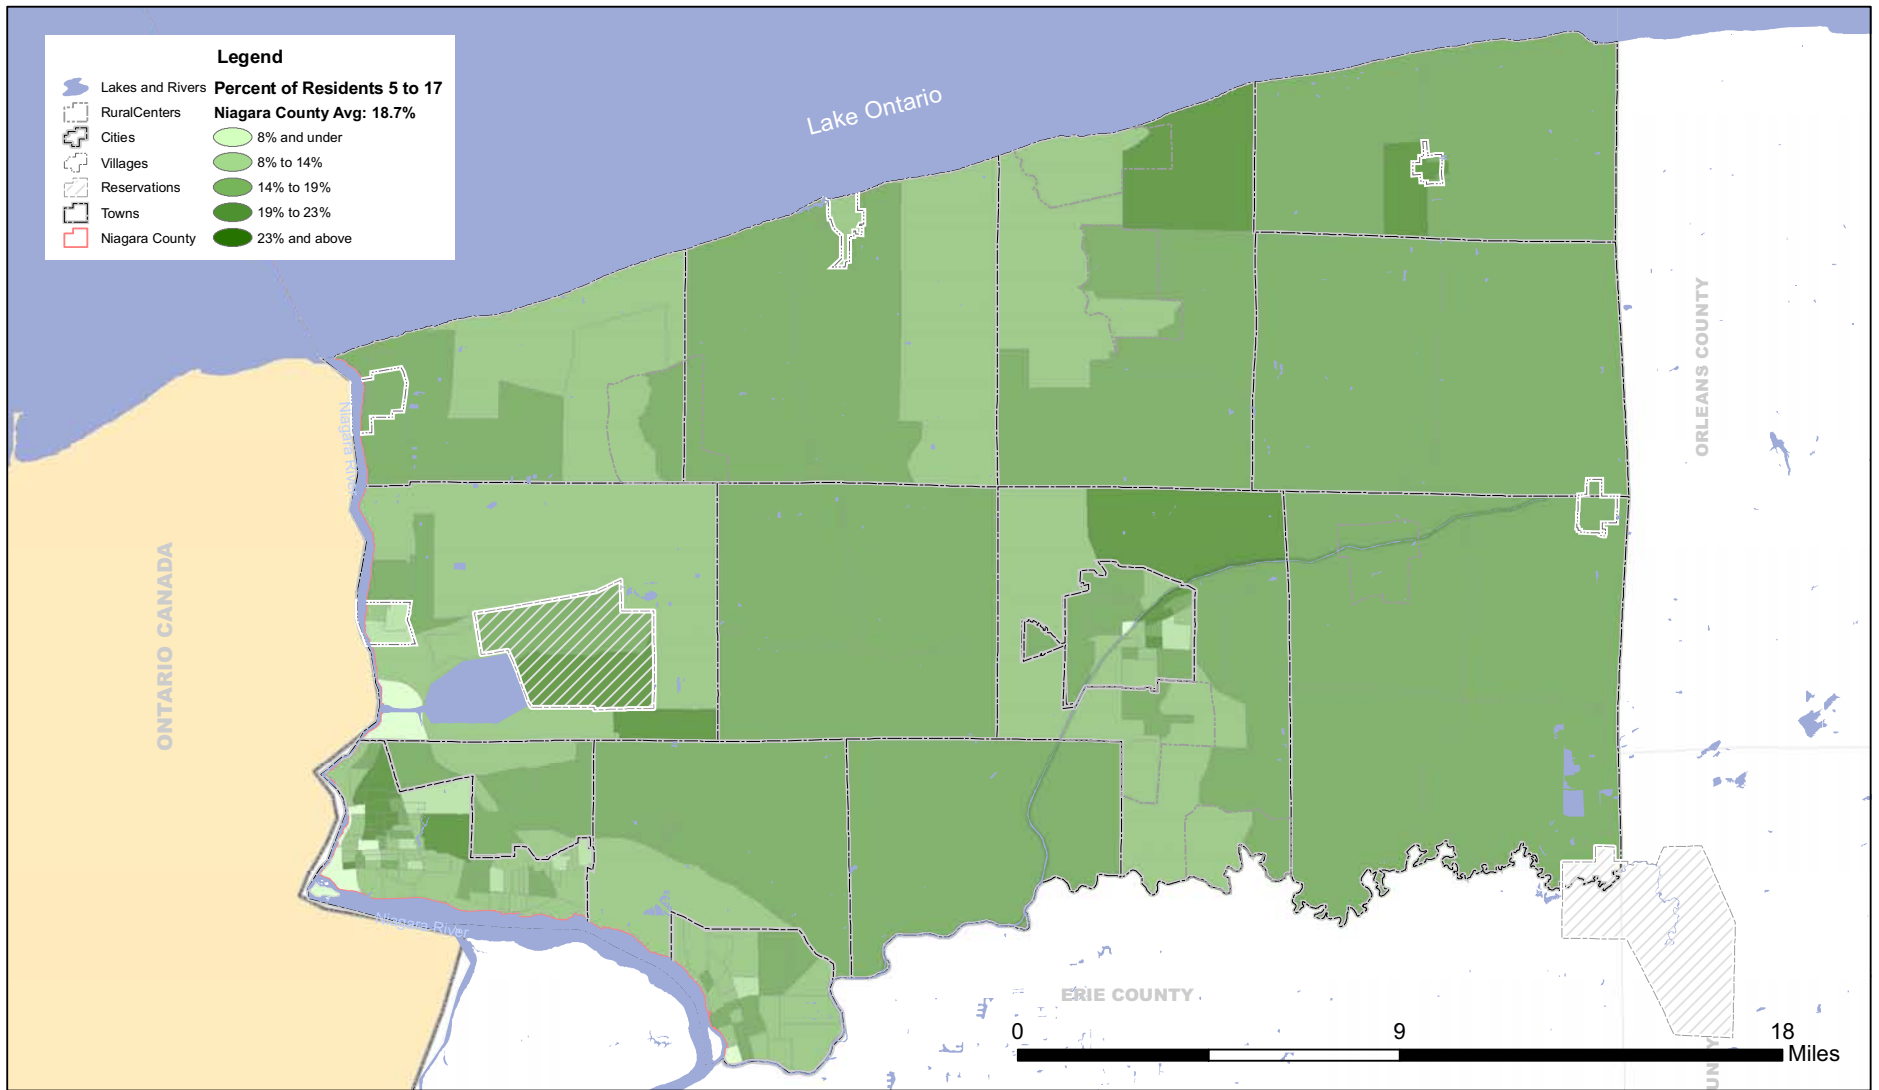 Legend
Lakes and Rivers
RuralCenters
Cities
Villages
Reservations
Towns
Niagara County
Percent of Residents 5 to 17
Niagara County Avg: 18.7%
8% and under
8% to 14%
14% to 19%
19% to 23%
23% and above
Lake Ontario
ORLEANS COUNTY
Niagara River
ONTARIO CANADA
Niagara River
ERIE COUNTY
0 9 18
Miles